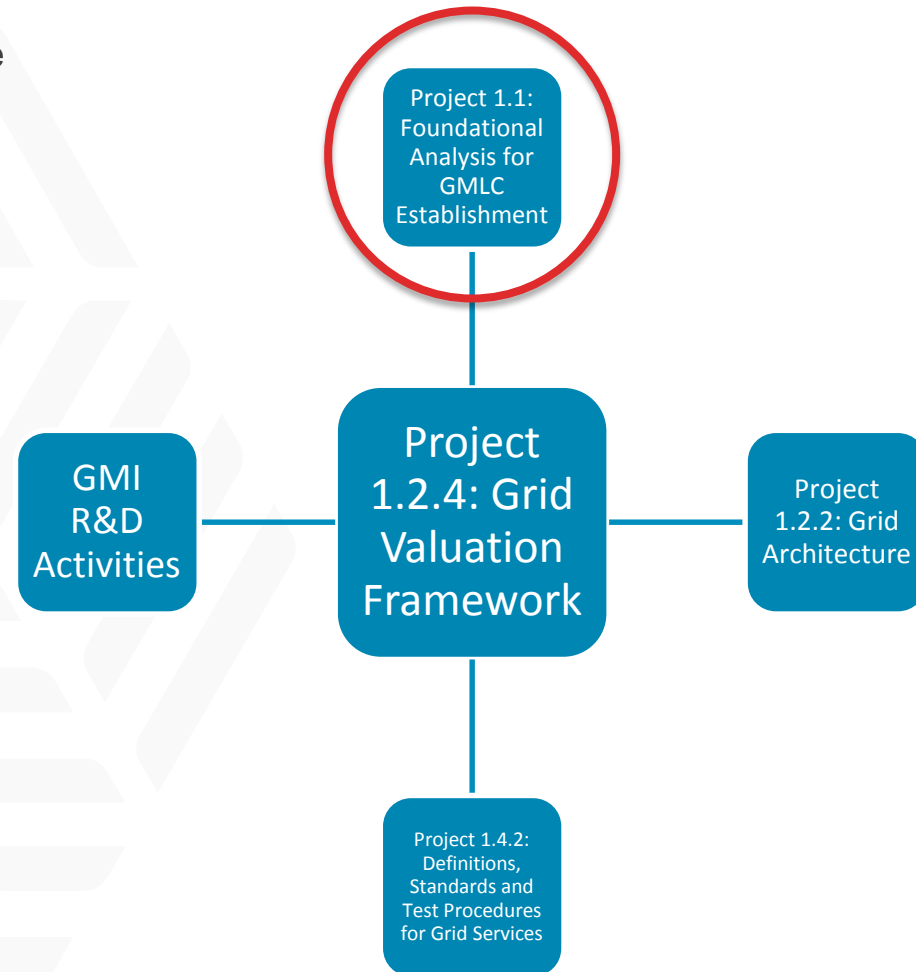 e
Project 1.1:
Foundational
Analysis for
GMLC
Establishment
GMI
R&D
Activities
Project
1.2.4: Grid
Valuation
Framework
Project
1.2.2: Grid
Architecture
Project 1.4.2:
Definitions,
Standards and
Test Procedures
for Grid Services